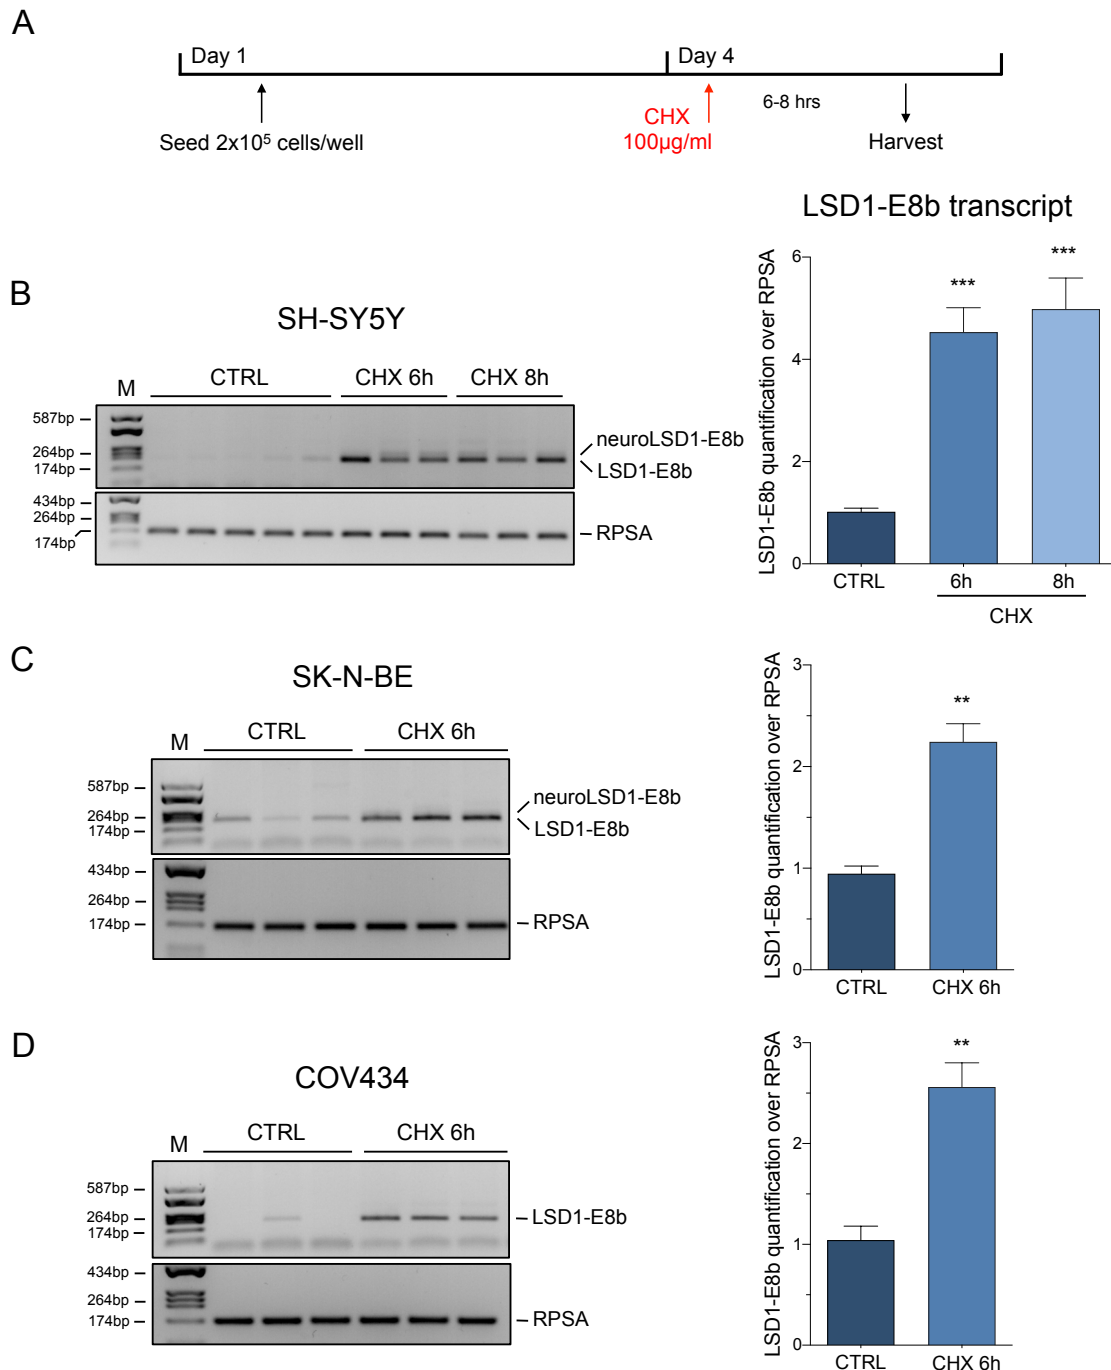 A
Day 1
Day 4
6-8 hrs
Seed 2x10⁵ cells/well
CHX
100µg/ml
Harvest
LSD1-E8b transcript
B
SH-SY5Y
M
CTRL
CHX 6h
CHX 8h
587bp
264bp
174bp
neuroLSD1-E8b
LSD1-E8b
434bp
264bp
174bp
RPSA
LSD1-E8b quantification over RPSA
6
4
2
0
***
***
CTRL
6h
8h
CHX
C
SK-N-BE
M
CTRL
CHX 6h
587bp
264bp
174bp
neuroLSD1-E8b
LSD1-E8b
434bp
264bp
174bp
RPSA
LSD1-E8b quantification over RPSA
3
2
1
0
**
CTRL
CHX 6h
D
COV434
M
CTRL
CHX 6h
587bp
264bp
174bp
LSD1-E8b
434bp
264bp
174bp
RPSA
LSD1-E8b quantification over RPSA
3
2
1
0
**
CTRL
CHX 6h